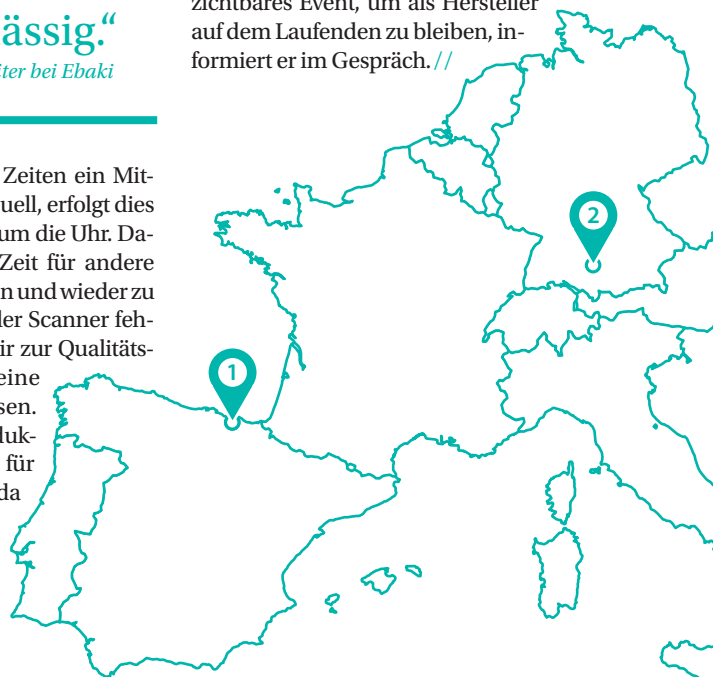 ässig.“
iter bei Ebaki
Zeiten ein Mit-
uell, erfolgt dies
um die Uhr. Da-
Zeit für andere
n und wieder zu
der Scanner feh-
ir zur Qualitäts-
eine
sen.
duk-
für
da
zichtbares Event, um als Hersteller
auf dem Laufenden zu bleiben, in-
formiert er im Gespräch. //
1
2